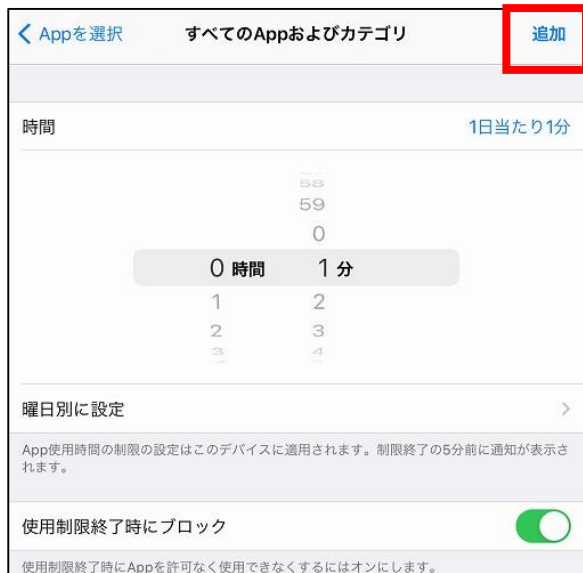 Appを選択 すべてのAppおよびカテゴリ 追加
時間 1日当たり1分
58
59
0
0 時間 1 分
1 2
2 3
3 4
曜日別に設定
App使用時間の制限の設定はこのデバイスに適用されます。制限終了の5分前に通知が表示さ
れます。
使用制限終了時にブロック
使用制限終了時にAppを許可なく使用できなくするにはオンにします。